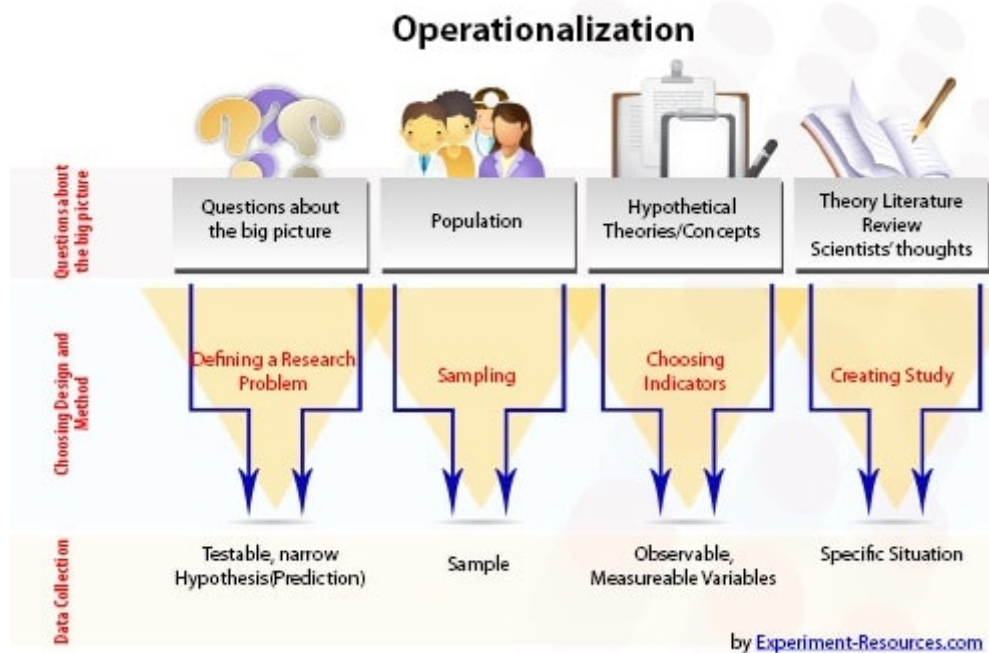 Operationalization
Questions about
the big picture
Questions about
the big picture
Population
Hypothetical
Theories/Concepts
Theory Literature
Review
Scientists' thoughts
Choosing Design and
Method
Defining a Research
Problem
Sampling
Choosing
Indicators
Creating Study
Data Collection
Testable, narrow
Hypothesis(Prediction)
Sample
Observable,
Measureable Variables
Specific Situation
by Experiment-Resources.com